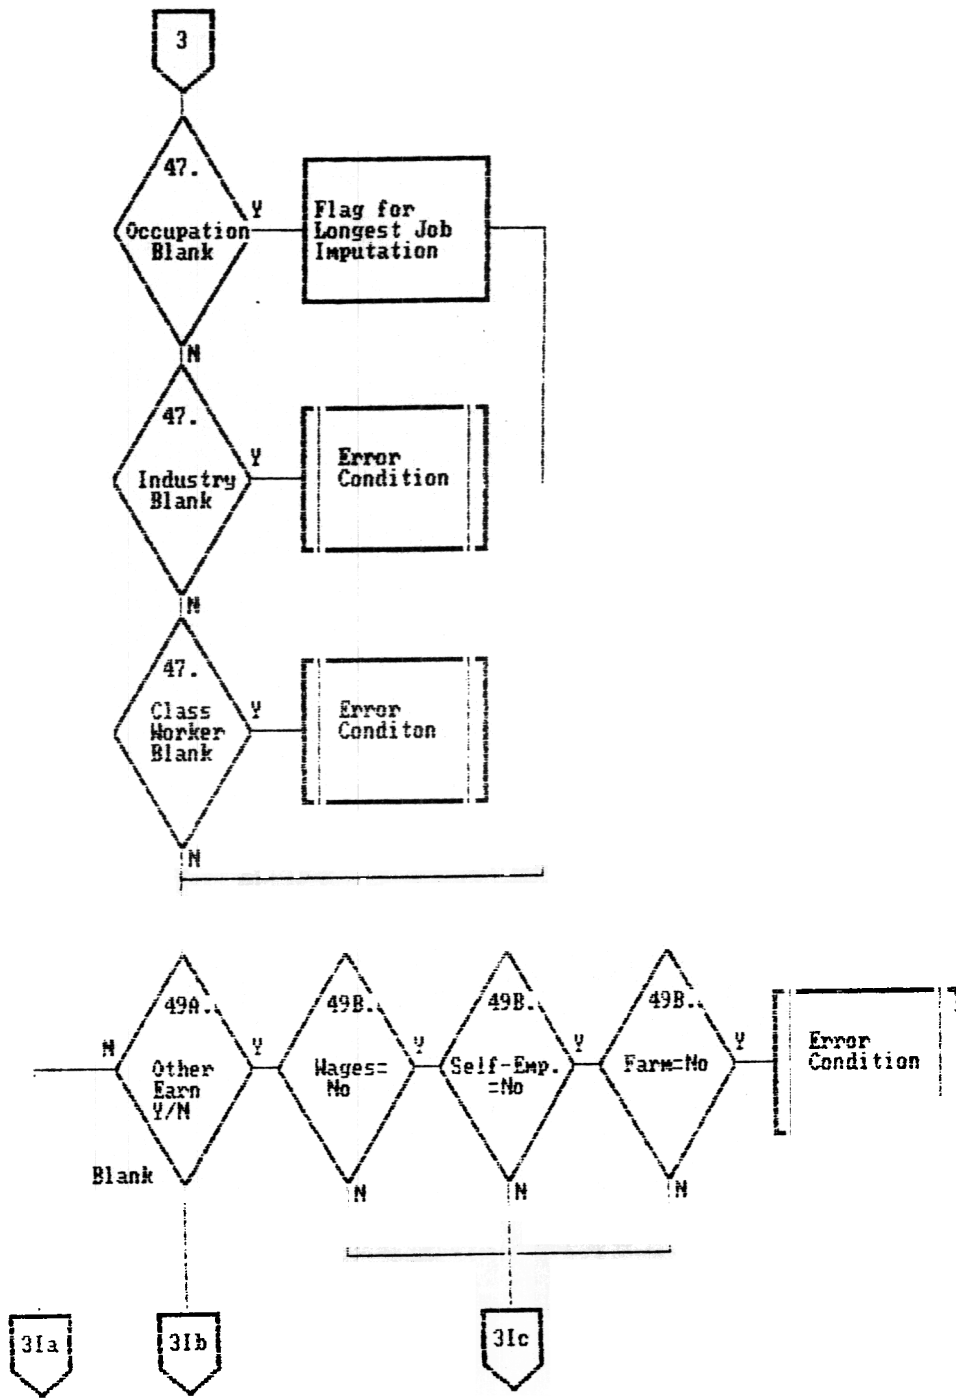 3
47.
Occupation
Blank
Y
Flag for
Longest Job
Imputation
N
47.
Industry
Blank
Y
Error
Condition
N
47.
Class
Worker
Blank
Y
Error
Conditon
N
49A.
N
Other
Earn
Y/N
Y
Blank
49B.
Wages=
No
Y
N
49B.
Self-Emp.
=No
Y
N
49B.
Farm=No
Y
N
Error
Condition
3Ia
3Ib
3Ic